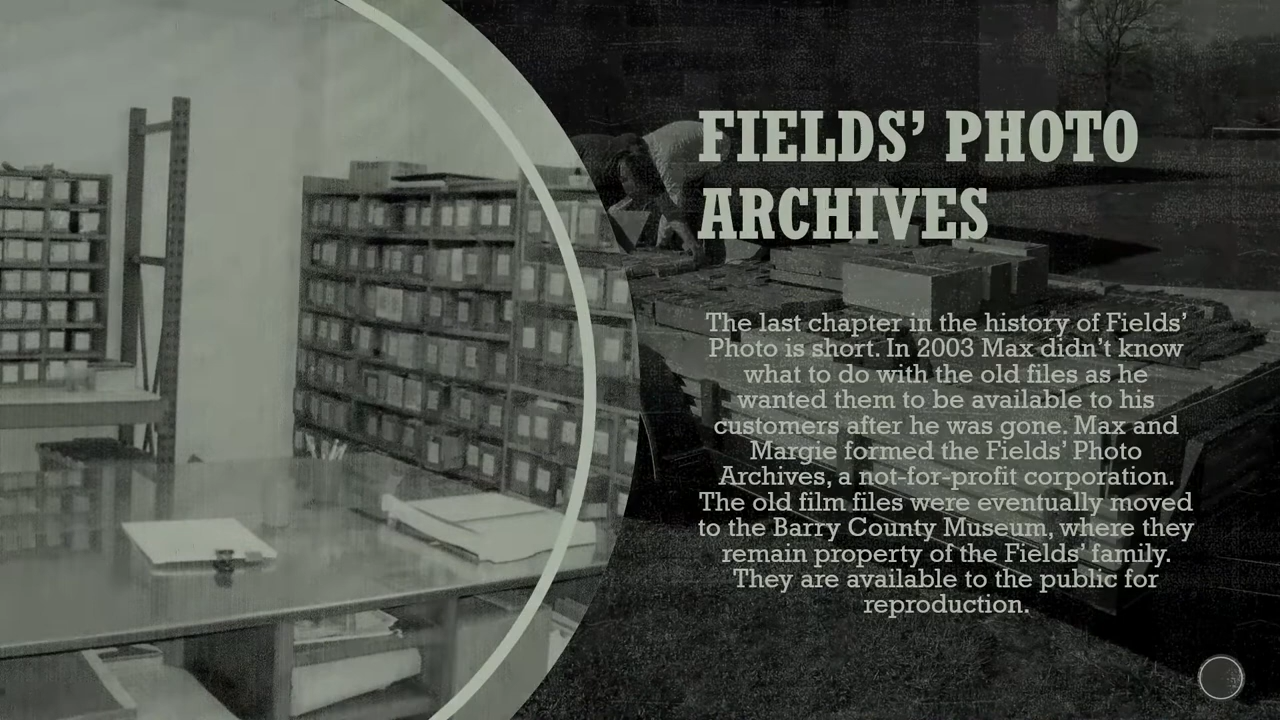 FIELDS’ PHOTO
ARCHIVES
The last chapter in the history of Fields’
Photo is short. In 2003 Max didn’t know
what to do with the old files as he
wanted them to be available to his
customers after he was gone. Max and
Margie formed the Fields’ Photo
Archives, a not-for-profit corporation.
The old film files were eventually moved
to the Barry County Museum, where they
remain property of the Fields’ family.
They are available to the public for
reproduction.